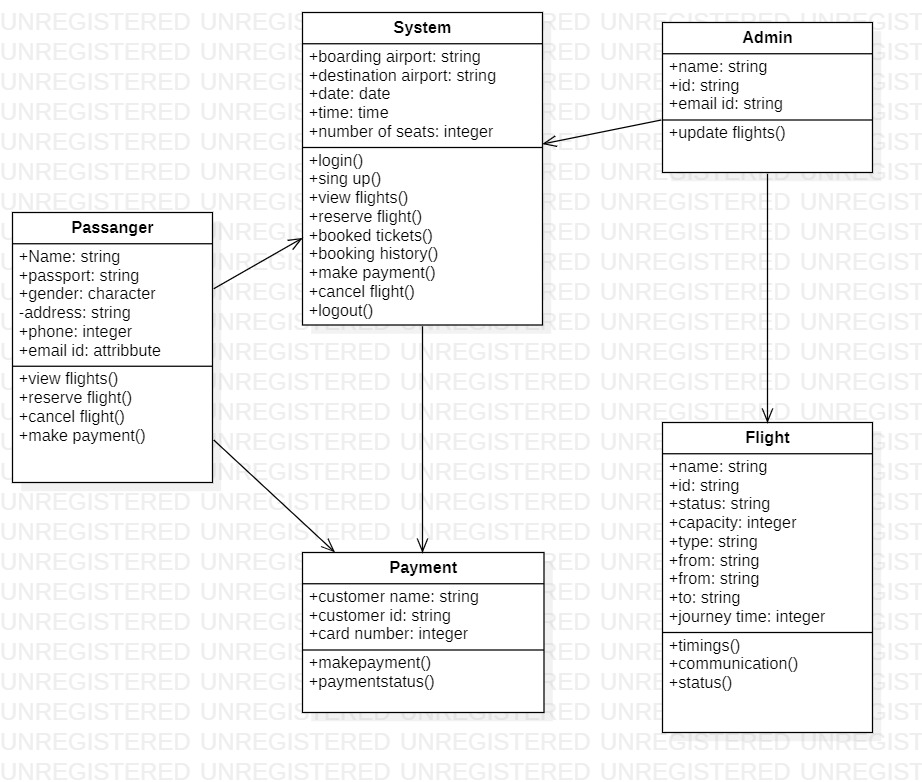 System
+boarding airport: string
+destination airport: string
+date: date
+time: time
+number of seats: integer
+login()
+sing up()
+view flights()
+reserve flight()
+booked tickets()
+booking history()
+make payment()
+cancel flight()
+logout()
Admin
+name: string
+id: string
+email id: string
+update flights()
Passanger
+Name: string
+passport: string
+gender: character
-address: string
+phone: integer
+email id: attribbute
+view flights()
+reserve flight()
+cancel flight()
+make payment()
Payment
+customer name: string
+customer id: string
+card number: integer
+makepayment()
+paymentstatus()
Flight
+name: string
+id: string
+status: string
+capacity: integer
+type: string
+from: string
+from: string
+to: string
+journey time: integer
+timings()
+communication()
+status()
UNREGISTERED